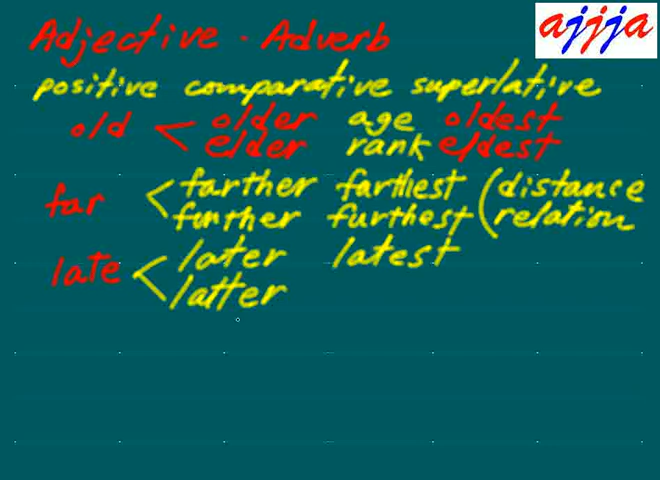 ajjja
Adjective - Adverb
positive comparative superlative
old < older age oldest
elder rank eldest
far < farther farthest ( distance
further furthest ( relation
late < later latest
latter